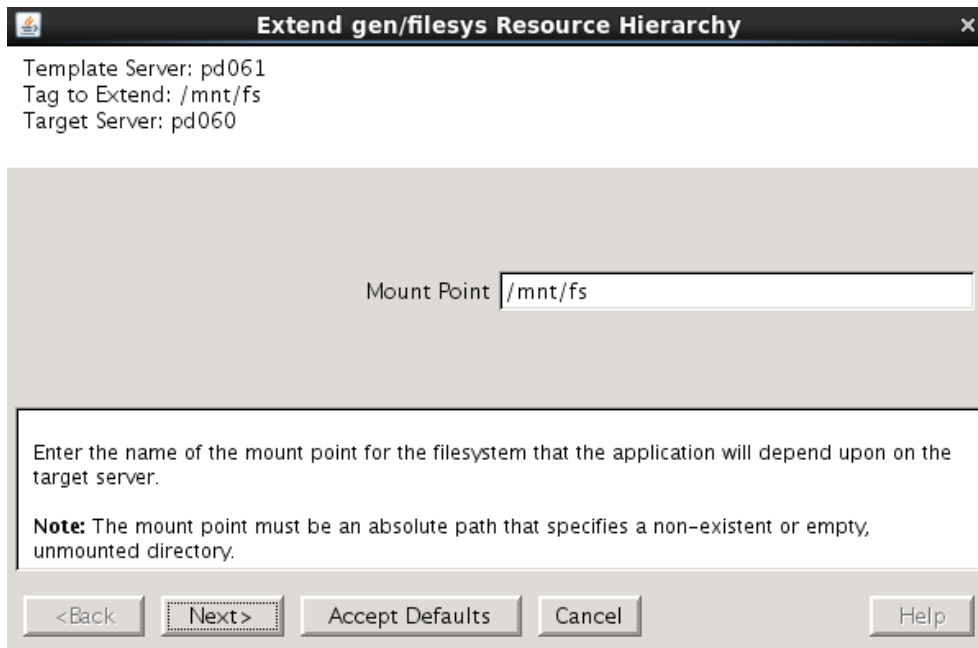 Extend gen/filesys Resource Hierarchy
Template Server: pd061
Tag to Extend: /mnt/fs
Target Server: pd060
Mount Point /mnt/fs
Enter the name of the mount point for the filesystem that the application will depend upon on the
target server.
Note: The mount point must be an absolute path that specifies a non-existent or empty,
unmounted directory.
<Back Next> Accept Defaults Cancel Help